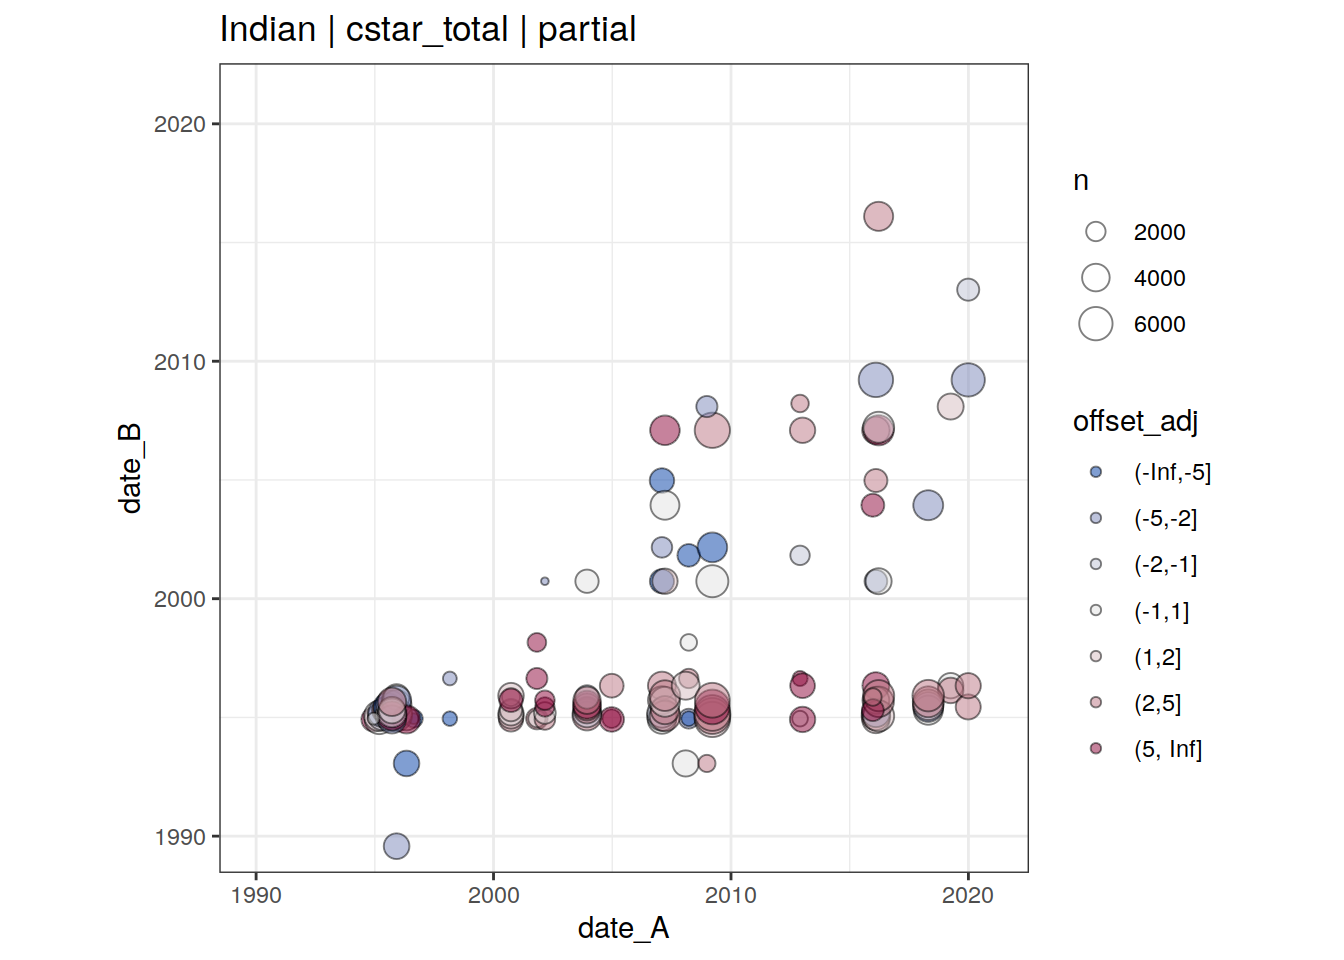 Indian | cstar_total | partial
2020
2010
2000
1990
date_B
1990
2000
2010
2020
date_A
n
2000
4000
6000
offset_adj
(-Inf,-5]
(-5,-2]
(-2,-1]
(-1,1]
(1,2]
(2,5]
(5, Inf]